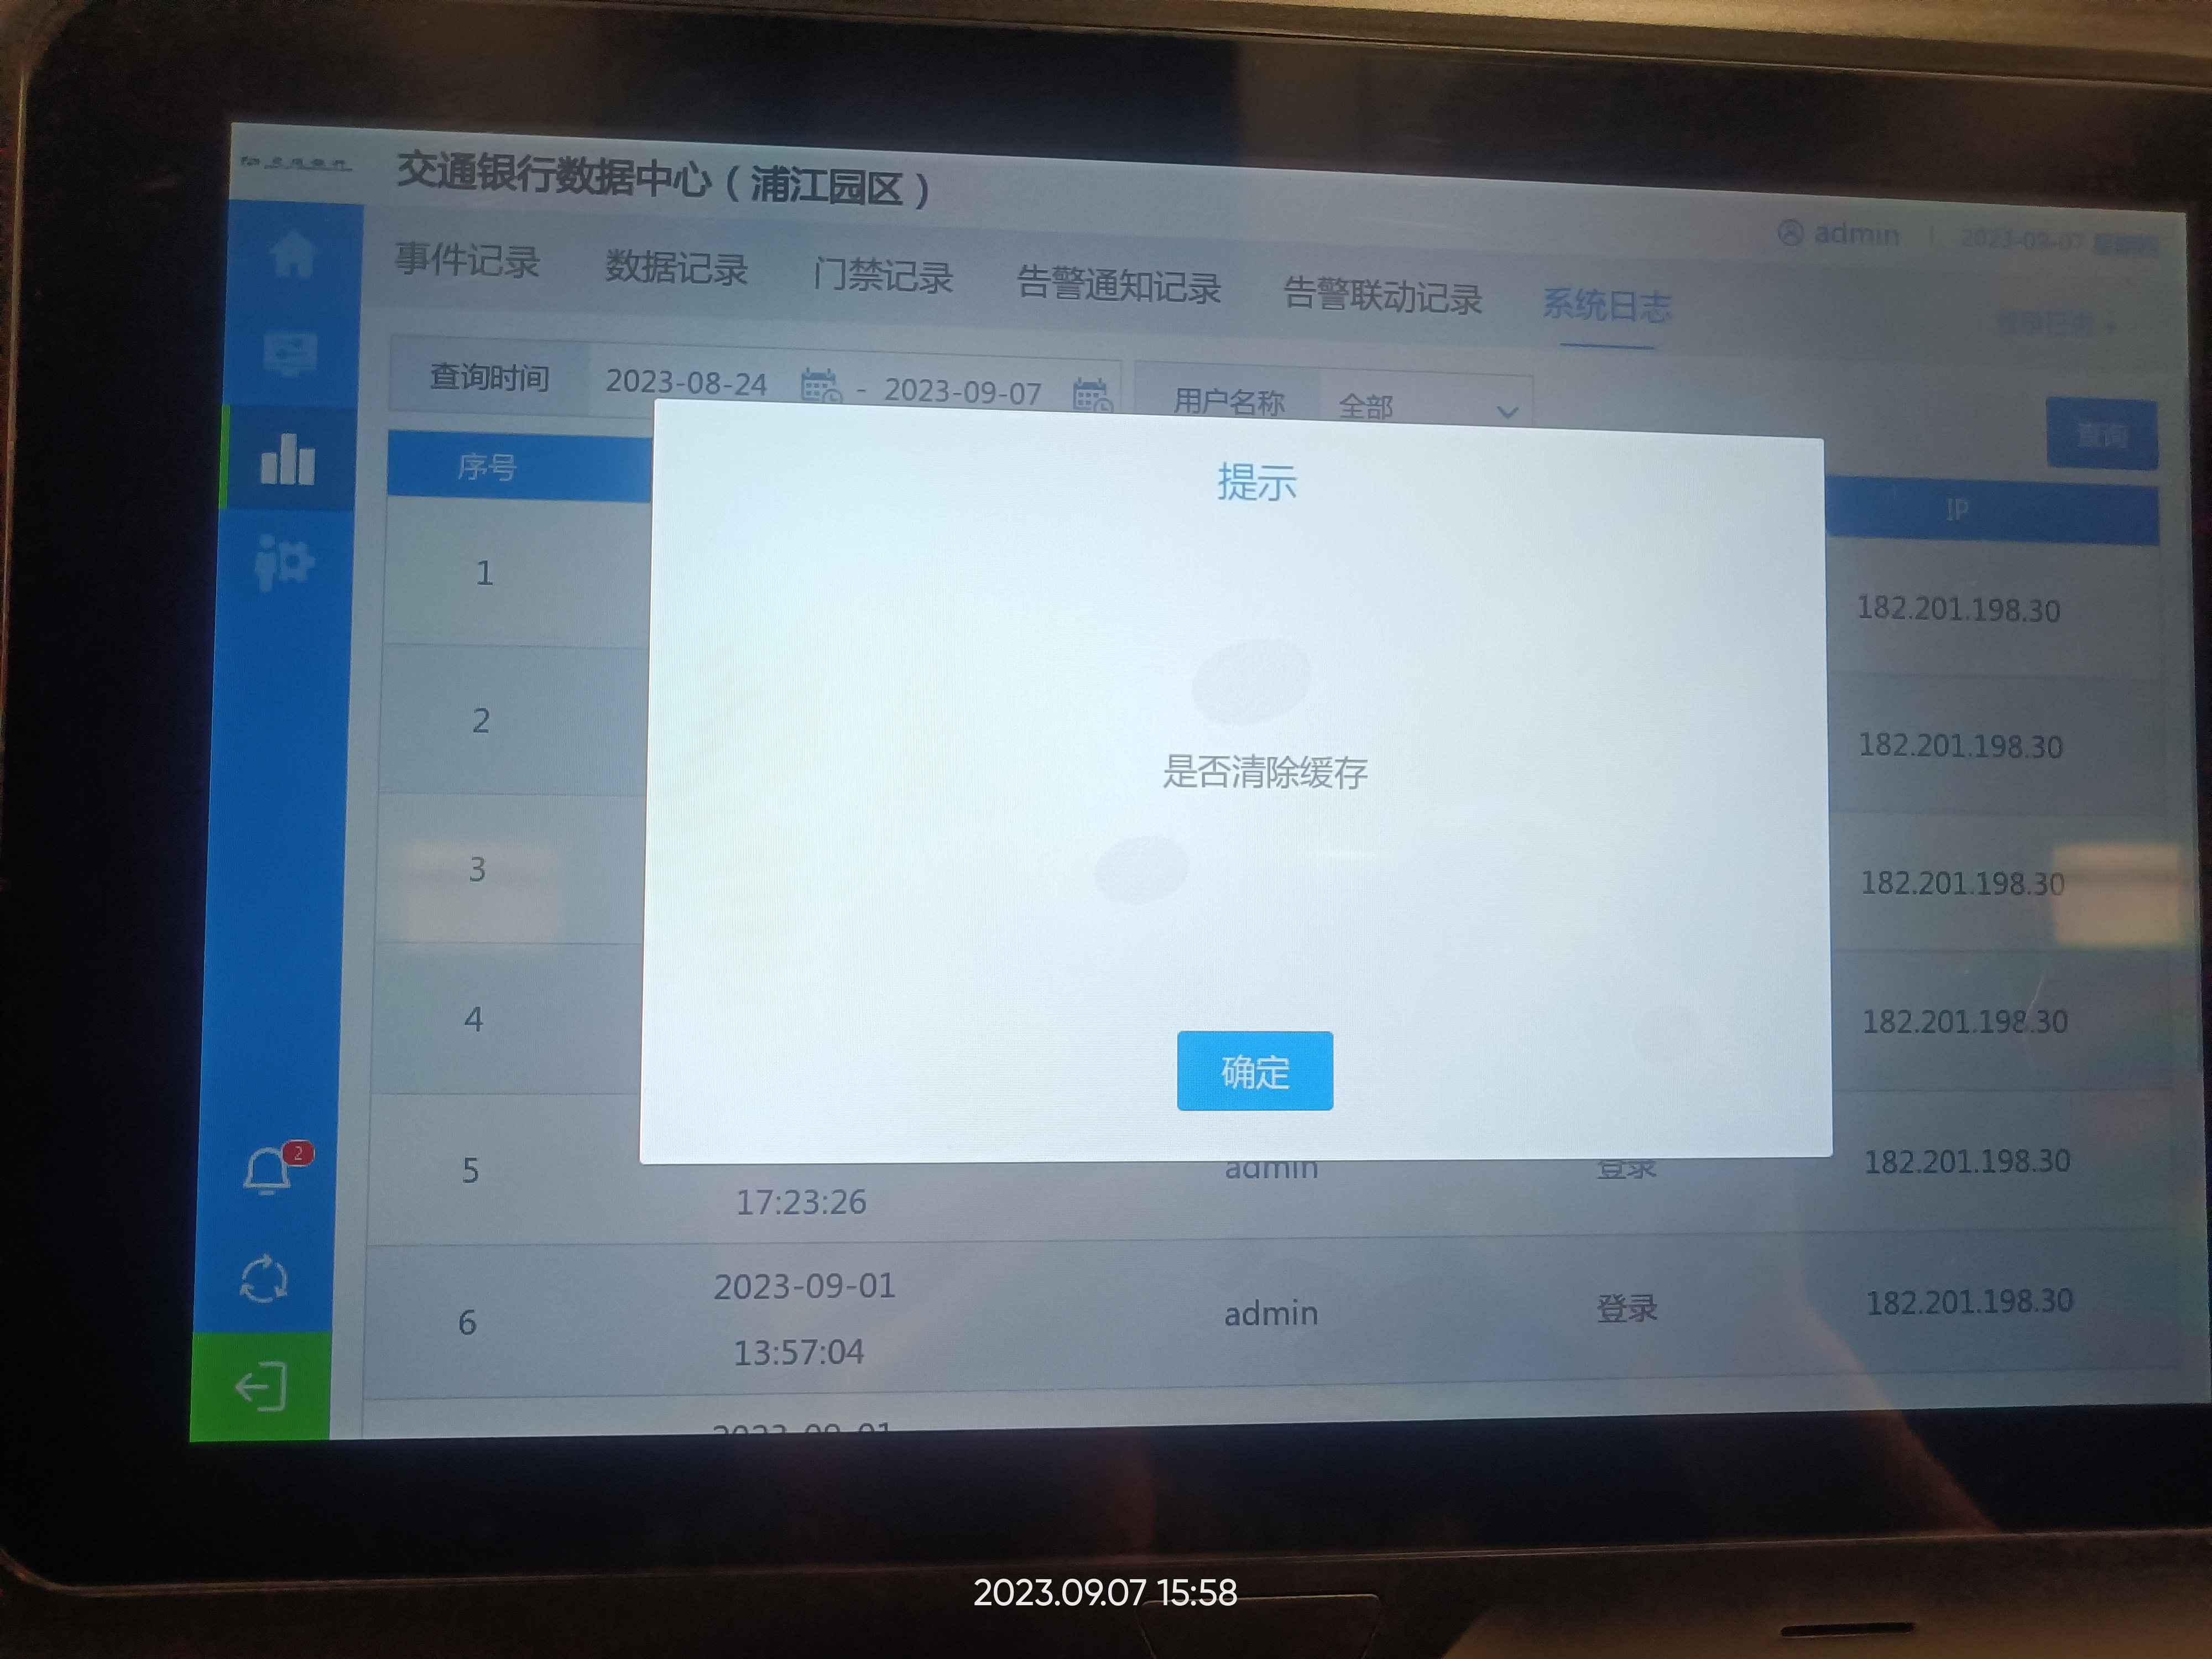 交通银行数据中心（浦江园区）
admin | 2023-09-07
事件记录 数据记录 门禁记录 告警通知记录 告警联动记录 系统日志
查询时间 2023-08-24 - 2023-09-07 用户名称 全部 查询
序号 IP
提示
1 182.201.198.30
2 182.201.198.30
是否清除缓存
3 182.201.198.30
4 182.201.198.30
确定
5 17:23:26 admin 登录 182.201.198.30
2
6 2023-09-01 admin 登录 182.201.198.30
13:57:04
2023-09-01
2023.09.07 15:58